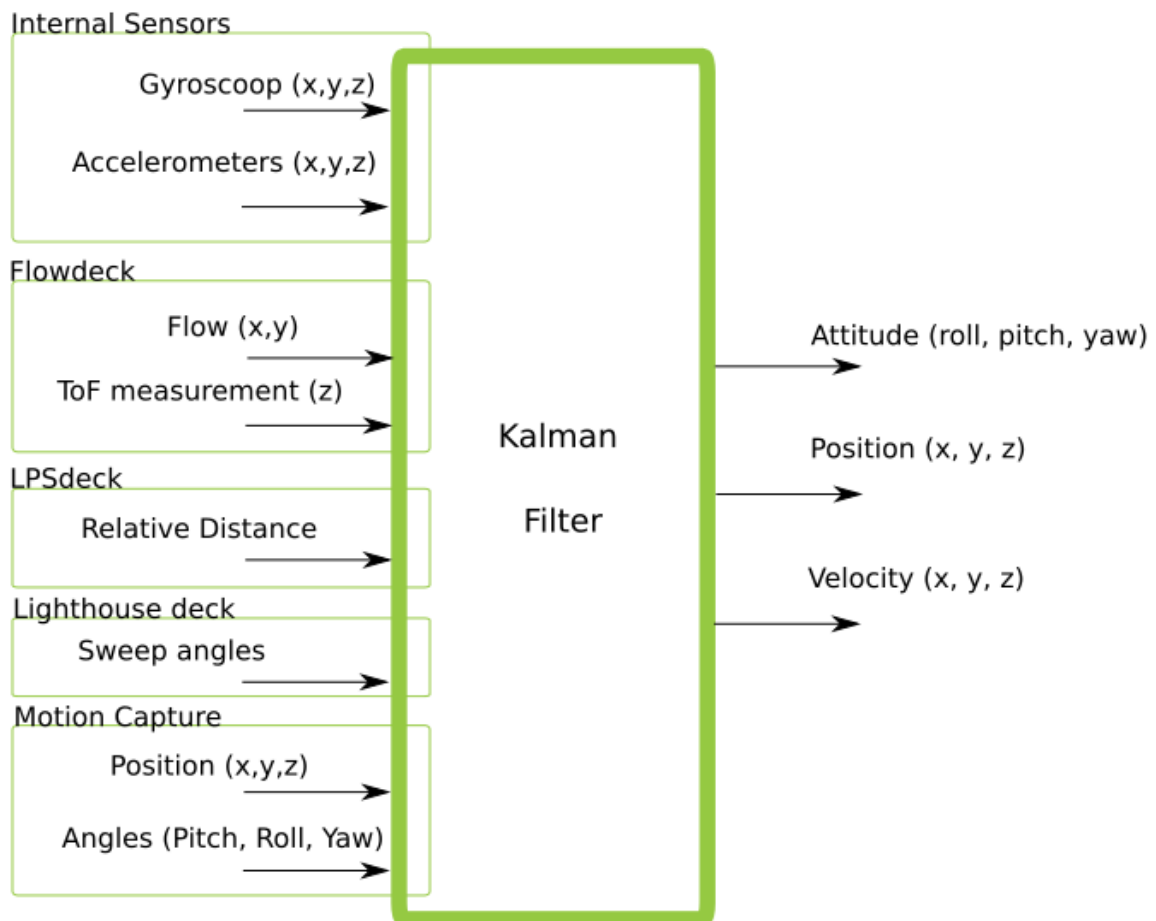 Internal Sensors
Gyroscoop (x,y,z)
Accelerometers (x,y,z)
Flowdeck
Flow (x,y)
ToF measurement (z)
LPSdeck
Relative Distance
Lighthouse deck
Sweep angles
Motion Capture
Position (x,y,z)
Angles (Pitch, Roll, Yaw)
Kalman
Filter
Attitude (roll, pitch, yaw)
Position (x, y, z)
Velocity (x, y, z)